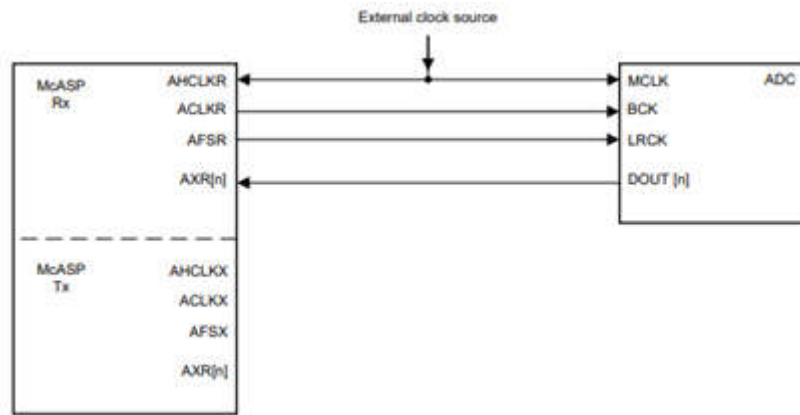 External clock source
McASP
Rx
AHCLKR
ACLKR
AFSR
AXR[n]
MCLK
ADC
BCK
LRCK
DOUT [n]
McASP
Tx
AHCLKX
ACLKX
AFSX
AXR[n]